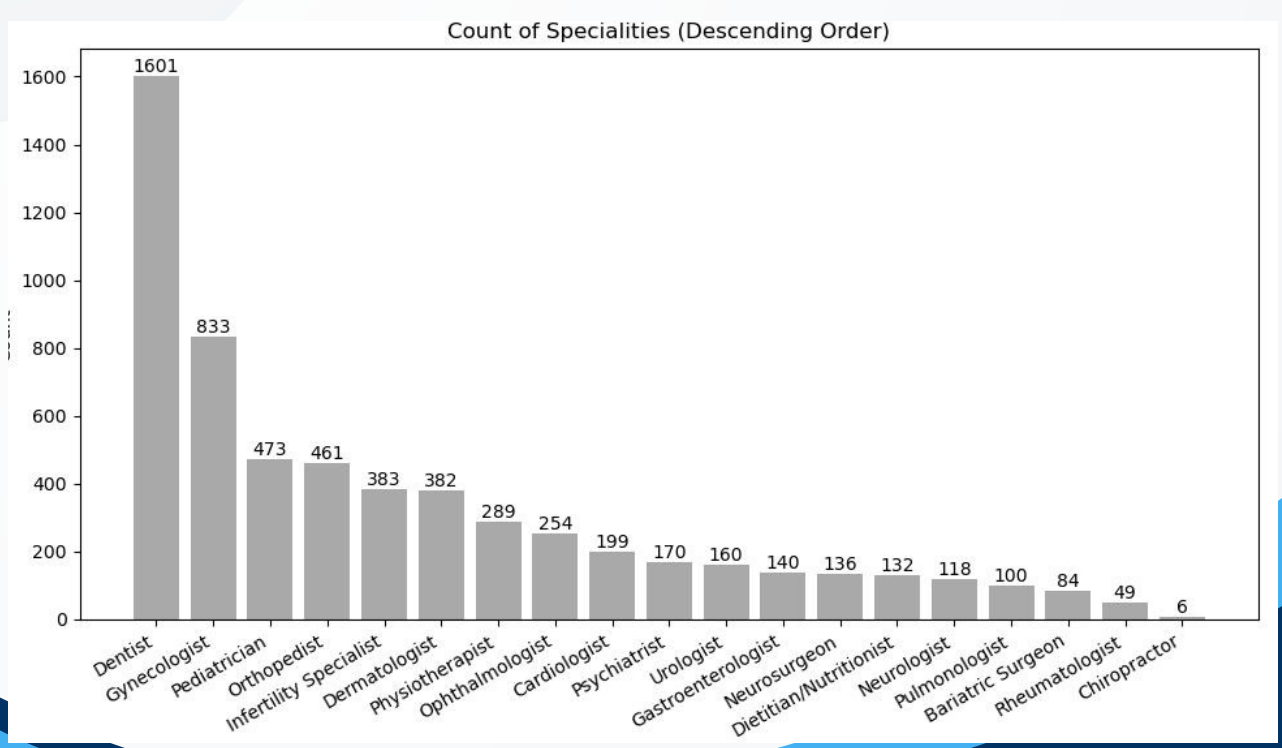 Count of Specialities (Descending Order)
1600
1400
1200
1000
800
600
400
200
0
1601
833
473
461
383
382
289
254
199
170
160
140
136
132
118
100
84
49
6
Dentist
Gynecologist
Pediatrician
Orthopedist
Infertility Specialist
Dermatologist
Physiotherapist
Ophthalmologist
Cardiologist
Psychiatrist
Urologist
Gastroenterologist
Neurosurgeon
Dietitian/Nutritionist
Neurologist
Pulmonologist
Bariatric Surgeon
Rheumatologist
Chiropractor